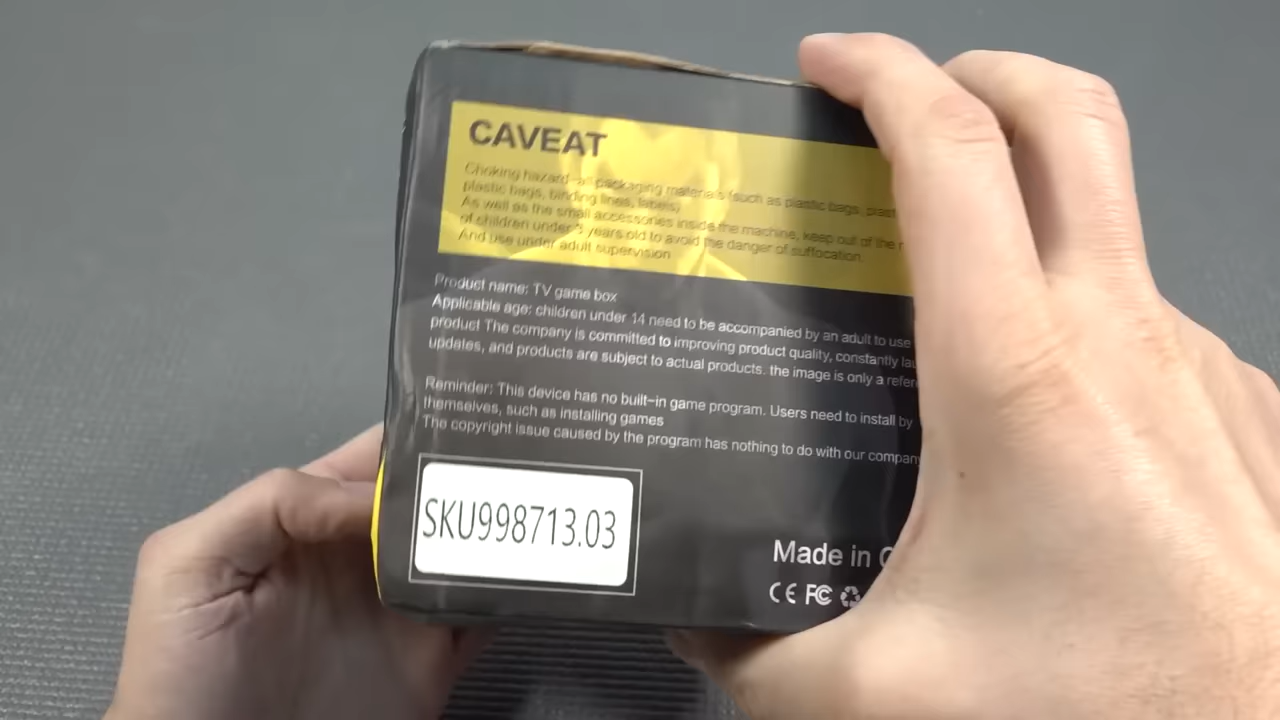 CAVEAT
Choking hazard-all packaging materials (such as plastic bags, plast
plastic bags, binding lines, labels)
As well as the small accessories inside the machine, keep out of the r
of children under 3 years old to avoid the danger of suffocation.
And use under adult supervision
Product name: TV game box
Applicable age: children under 14 need to be accompanied by an adult to use
product The company is committed to improving product quality, constantly lau
updates, and products are subject to actual products. the image is only a refer
Reminder: This device has no built-in game program. Users need to install by
themselves, such as installing games
The copyright issue caused by the program has nothing to do with our company
SKU998713.03
Made in C
CE FC